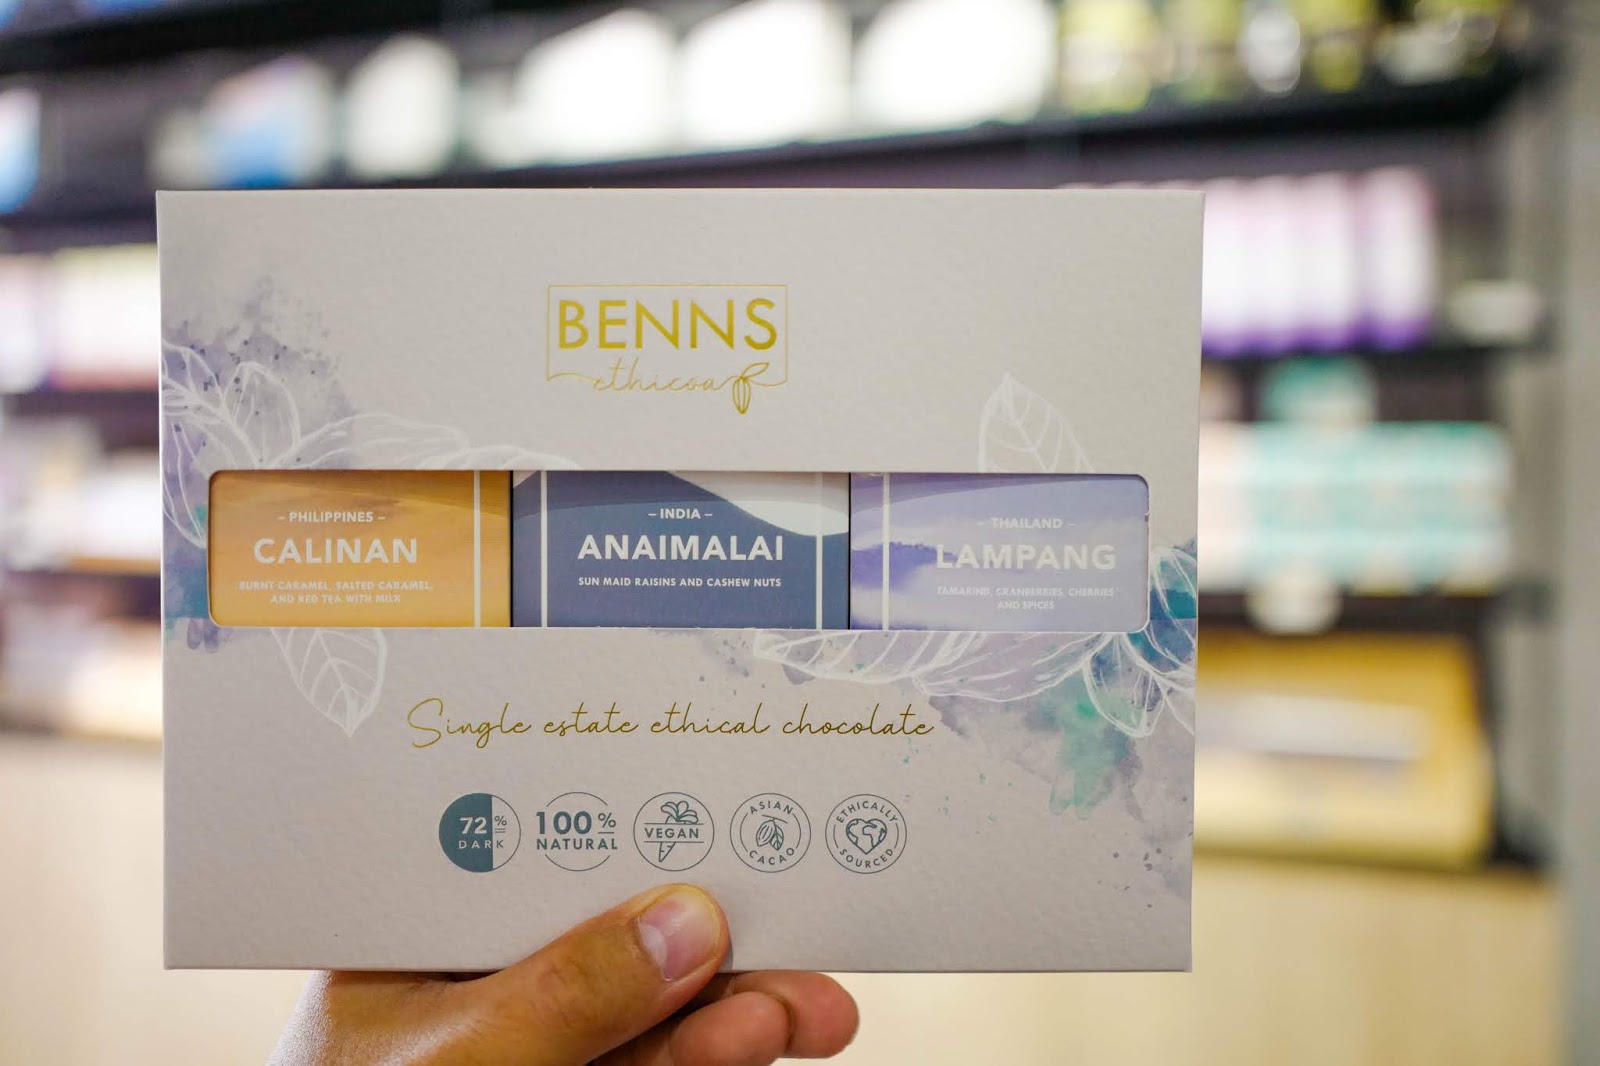 BENNS
ethicoa
– PHILIPPINES –
CALINAN
BURNT CARAMEL, SALTED CARAMEL,
AND RED TEA WITH MILK
– INDIA –
ANAIMALAI
SUN MAID RAISINS AND CASHEW NUTS
– THAILAND –
LAMPANG
TAMARIND, CRANBERRIES, CHERRIES
AND SPICES
Single estate ethical chocolate
72%
DARK
100%
NATURAL
VEGAN
ASIAN
CACAO
ETHICALLY
SOURCED